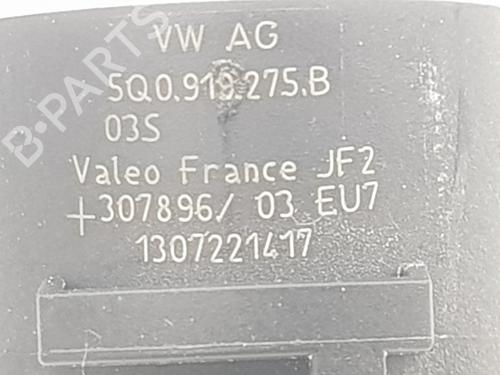 B-PARTS
VW AG
5Q0.919.275.B
03S
Valeo France JF2
+307896/ 03 EU7
1307221417